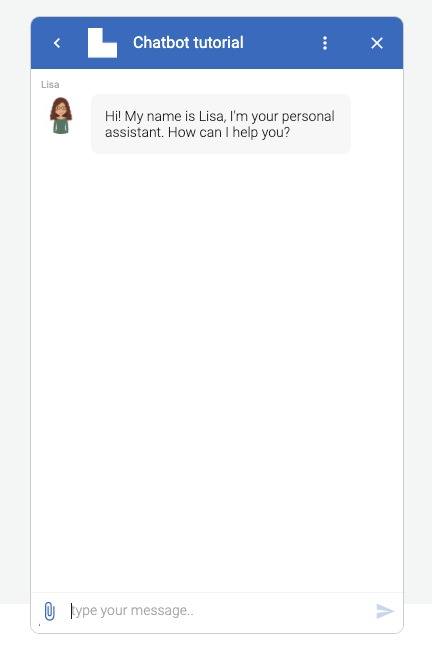 Chatbot tutorial
Lisa
Hi! My name is Lisa, I'm your personal
assistant. How can I help you?
type your message..